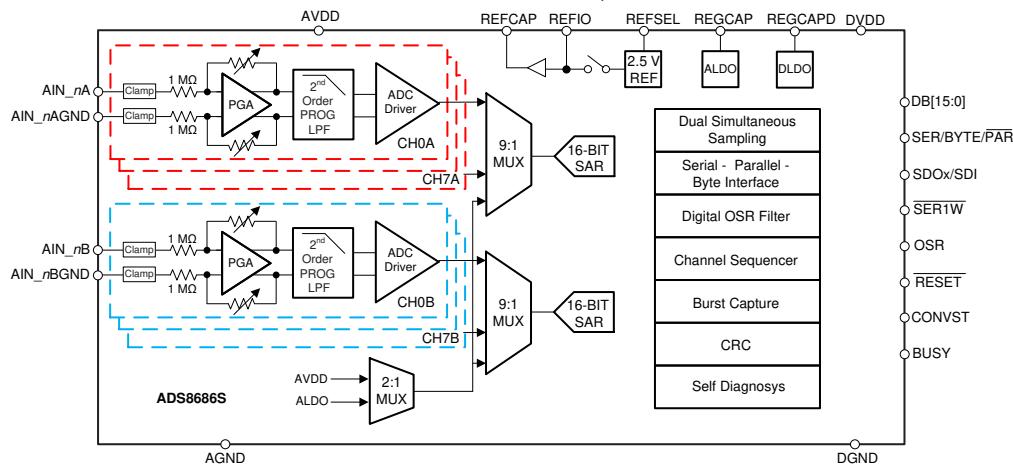 AVDD
REFCAP
REFIO
REFSEL
REGCAP
REGCAPD
DVDD
2.5 V
REF
ALDO
DLDO
AIN_nA
AIN_nAGND
Clamp
Clamp
1 MΩ
1 MΩ
PGA
2nd
Order
PROG
LPF
ADC
Driver
CH0A
CH7A
9:1
MUX
16-BIT
SAR
AIN_nB
AIN_nBGND
Clamp
Clamp
1 MΩ
1 MΩ
PGA
2nd
Order
PROG
LPF
ADC
Driver
CH0B
CH7B
9:1
MUX
16-BIT
SAR
AVDD
ALDO
2:1
MUX
ADS8686S
Dual Simultaneous
Sampling
Serial - Parallel -
Byte Interface
Digital OSR Filter
Channel Sequencer
Burst Capture
CRC
Self Diagnosys
DB[15:0]
SER/BYTE/PAR
SDOx/SDI
SER1W
OSR
RESET
CONVST
BUSY
AGND
DGND